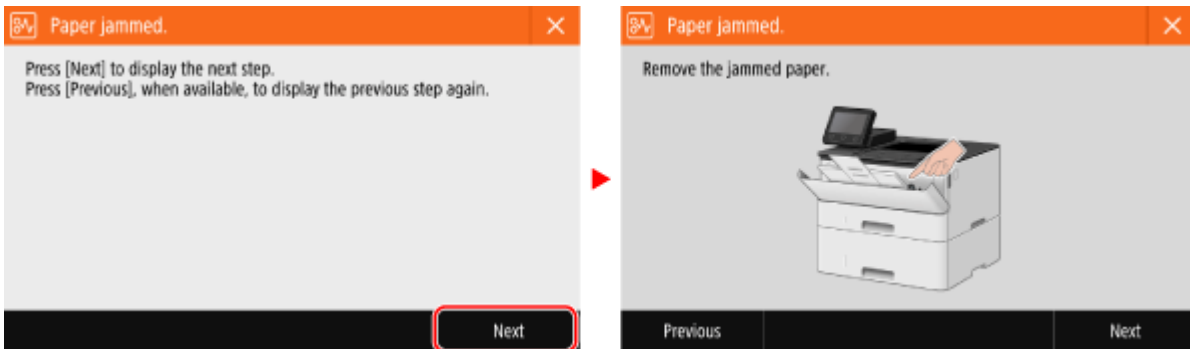 Paper jammed.
Press [Next] to display the next step.
Press [Previous], when available, to display the previous step again.
Next
Paper jammed.
Remove the jammed paper.
Previous
Next